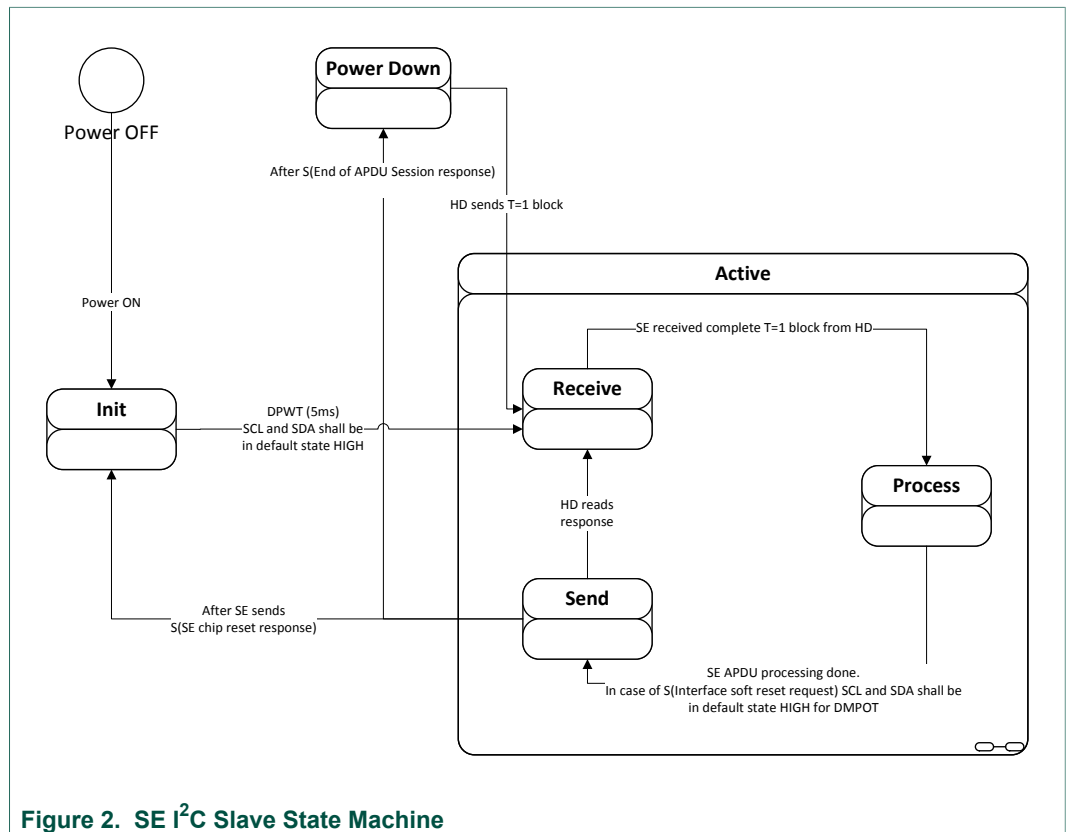 Power OFF
Power Down
After S(End of APDU Session response)
HD sends T=1 block
Power ON
Active
SE received complete T=1 block from HD
Init
DPWT (5ms)
SCL and SDA shall be
in default state HIGH
Receive
Process
HD reads
response
Send
After SE sends
S(SE chip reset response)
SE APDU processing done.
In case of S(Interface soft reset request) SCL and SDA shall be
in default state HIGH for DMPOT
Figure 2. SE I²C Slave State Machine